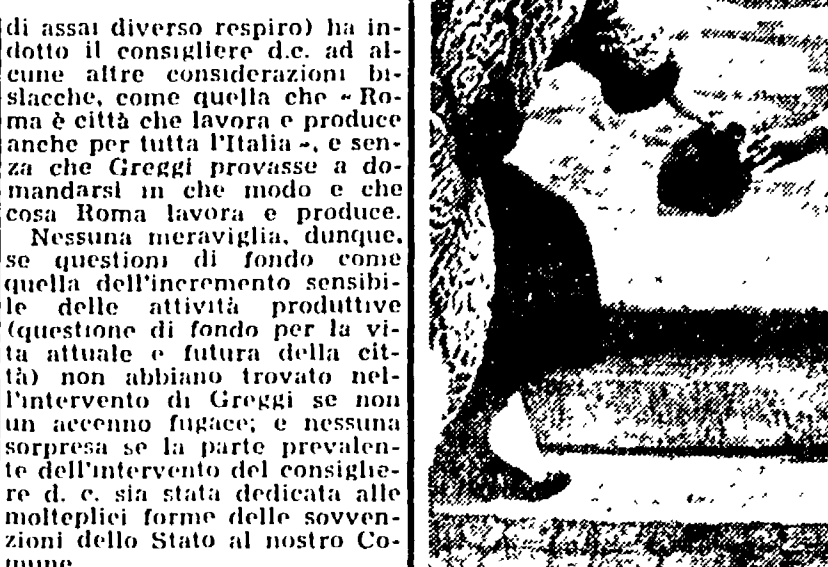 di assai diverso respiro) ha in-
dotto il consigliere d.c. ad al-
cune altre considerazioni bi-
slacche, come quella che « Ro-
ma è città che lavora e produce
anche per tutta l'Italia », e sen-
za che Greggi provasse a do-
mandarsi in che modo e che
cosa Roma lavora e produce.
Nessuna meraviglia, dunque,
se questioni di fondo come
quella dell'incremento sensibi-
le delle attività produttive
(questione di fondo per la vi-
ta attuale e futura della cit-
tà) non abbiano trovato nel-
l'intervento di Greggi se non
un accenno fugace; e nessuna
sorpresa se la parte prevalen-
te dell'intervento del consiglie-
re d. c. sia stata dedicata alle
molteplici forme delle sovven-
zioni dello Stato al nostro Co-
mune